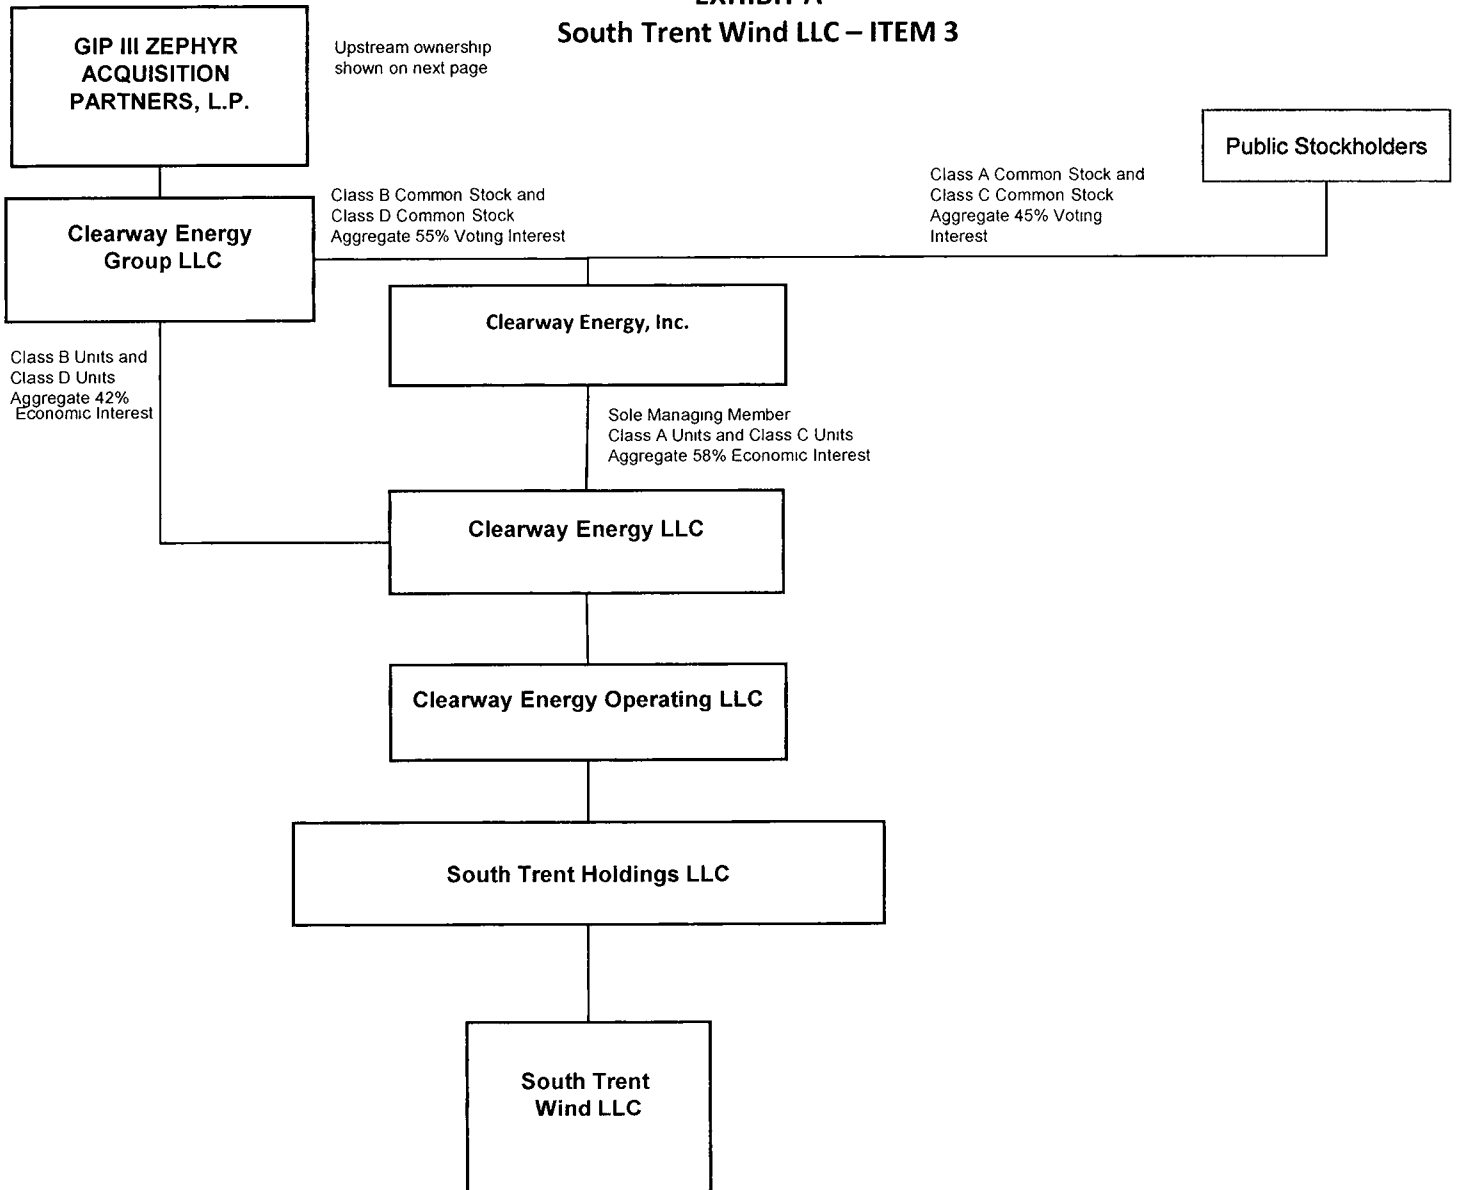 EXHIBIT A
South Trent Wind LLC – ITEM 3
GIP III ZEPHYR
ACQUISITION
PARTNERS, L.P.
Upstream ownership
shown on next page
Public Stockholders
Class A Common Stock and
Class C Common Stock
Aggregate 45% Voting
Interest
Class B Common Stock and
Class D Common Stock
Aggregate 55% Voting Interest
Clearway Energy
Group LLC
Clearway Energy, Inc.
Class B Units and
Class D Units
Aggregate 42%
Economic Interest
Sole Managing Member
Class A Units and Class C Units
Aggregate 58% Economic Interest
Clearway Energy LLC
Clearway Energy Operating LLC
South Trent Holdings LLC
South Trent
Wind LLC